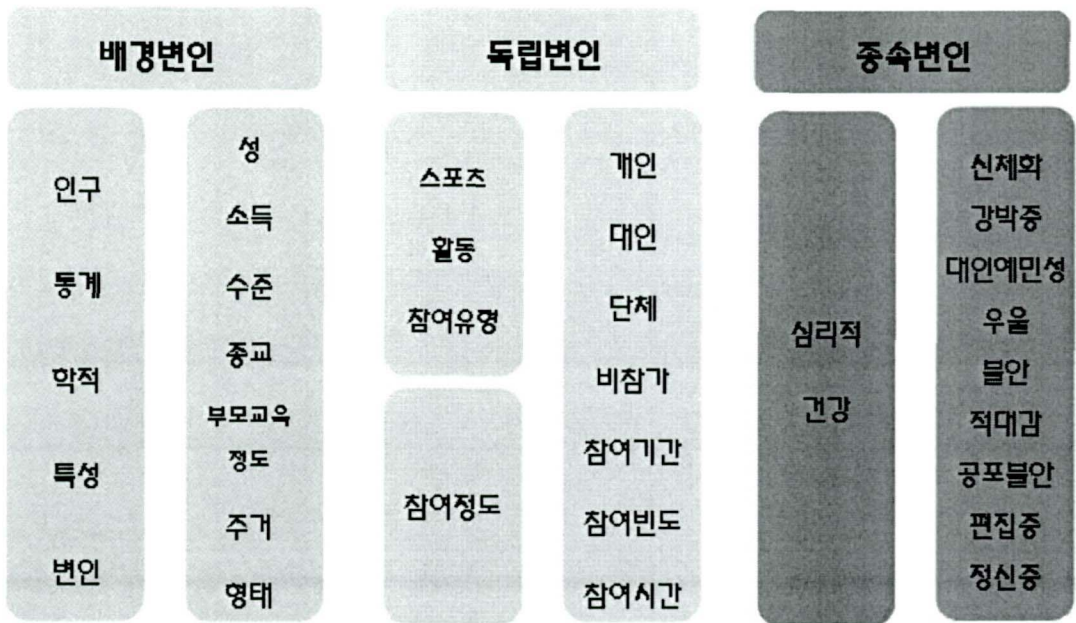 배경변인
독립변인
종속변인
인구
통계
학적
특성
변인
성
소득
수준
종교
부모교육
정도
주거
형태
스포츠
활동
참여유형
참여정도
개인
대인
단체
비참가
참여기간
참여빈도
참여시간
심리적
건강
신체화
강박증
대인예민성
우울
불안
적대감
공포불안
편집증
정신증